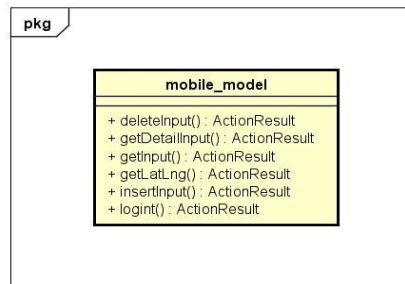 pkg
mobile_model
+ deleteInput() : ActionResult
+ getDetailInput() : ActionResult
+ getInput() : ActionResult
+ getLatLng() : ActionResult
+ insertInput() : ActionResult
+ logint() : ActionResult